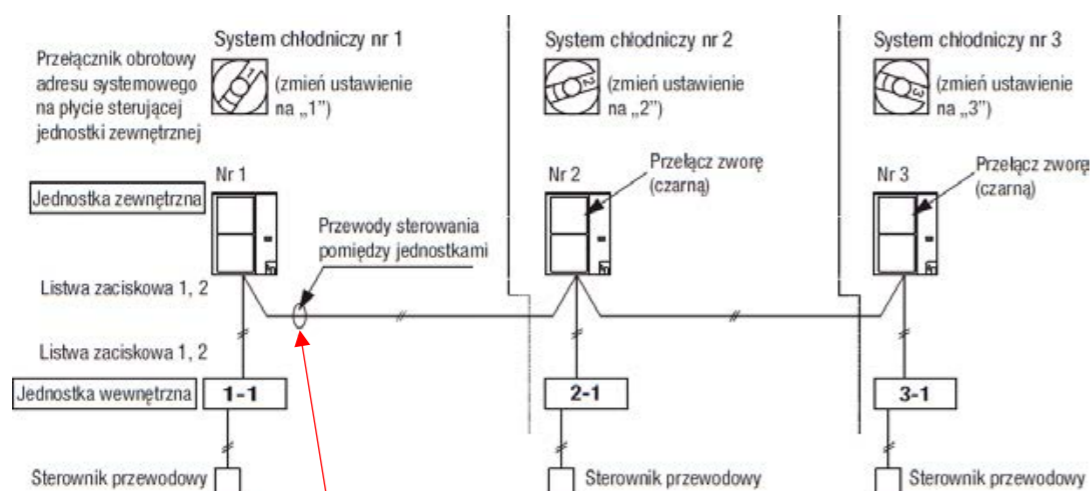 System chłodniczy nr 1
System chłodniczy nr 2
System chłodniczy nr 3
Przełącznik obrotowy
adresu systemowego
na płycie sterującej
jednostki zewnętrznej
1
(zmień ustawienie
na „1”)
2
(zmień ustawienie
na „2”)
3
(zmień ustawienie
na „3”)
Nr 1
Nr 2
Przełącz zworę
(czarną)
Nr 3
Przełącz zworę
(czarną)
Jednostka zewnętrzna
Przewody sterowania
pomiędzy jednostkami
Listwa zaciskowa 1, 2
Listwa zaciskowa 1, 2
Jednostka wewnętrzna
1-1
2-1
3-1
Sterownik przewodowy
Sterownik przewodowy
Sterownik przewodowy